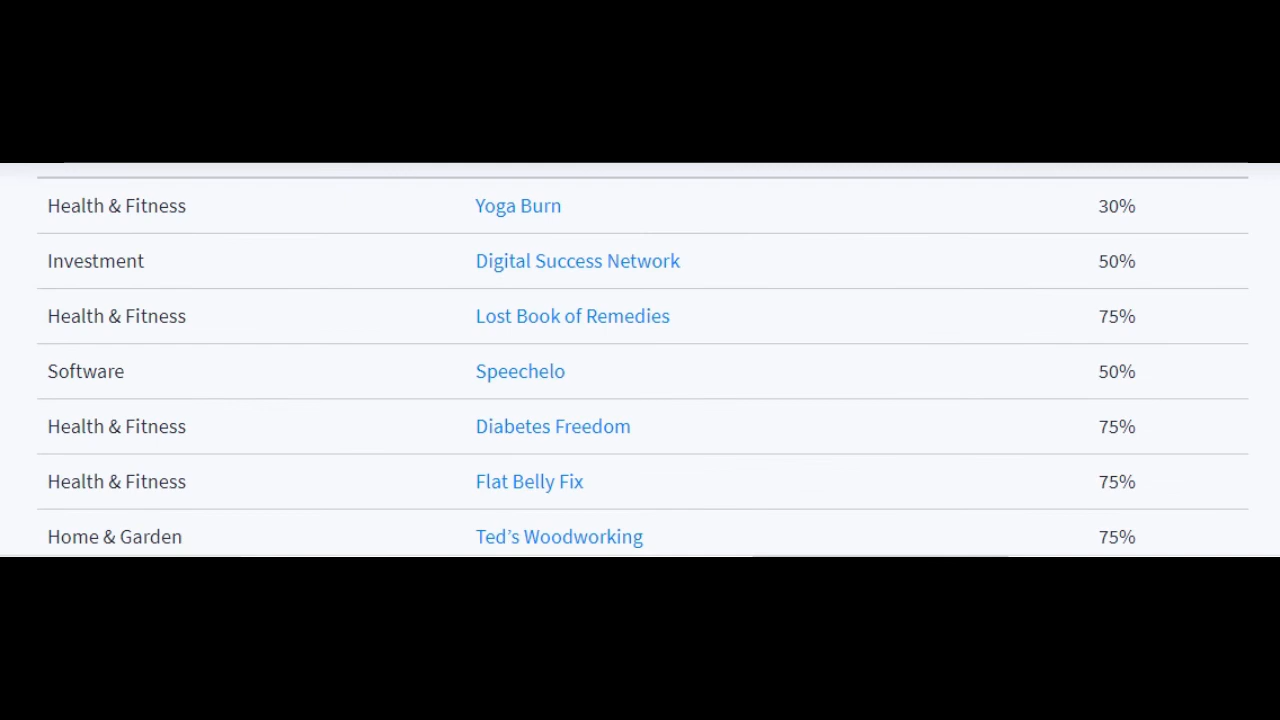 Health & Fitness Yoga Burn 30%
Investment Digital Success Network 50%
Health & Fitness Lost Book of Remedies 75%
Software Speechelo 50%
Health & Fitness Diabetes Freedom 75%
Health & Fitness Flat Belly Fix 75%
Home & Garden Ted’s Woodworking 75%